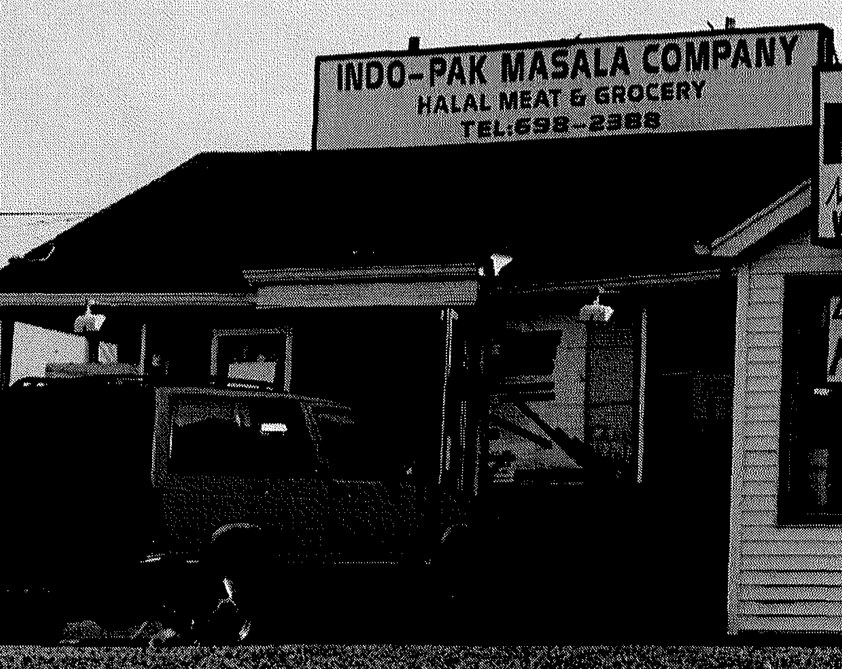 INDO-PAK MASALA COMPANY
HALAL MEAT & GROCERY
TEL:698-2388